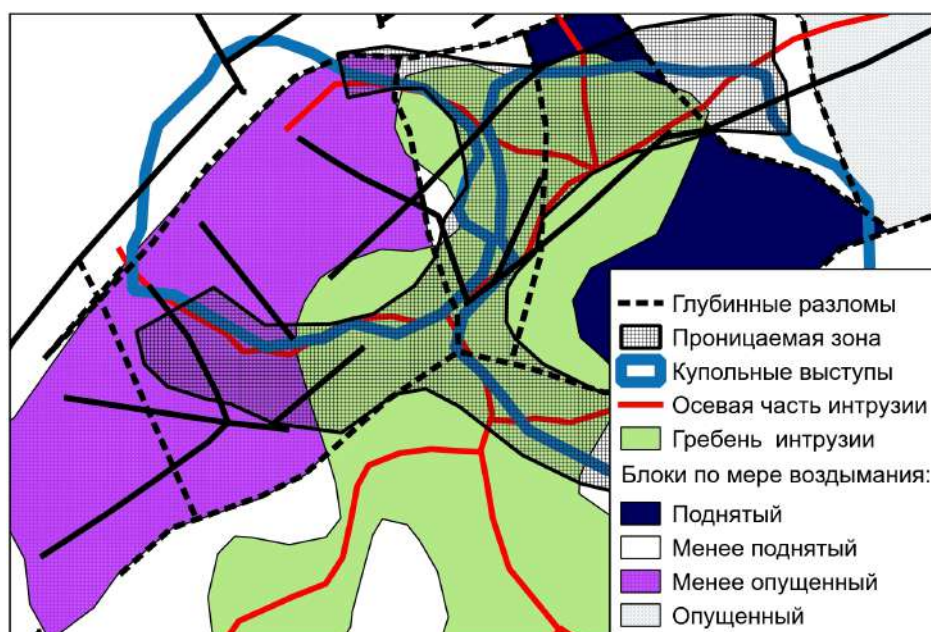 Глубинные разломы
Проницаемая зона
Купольные выступы
Осевая часть интрузии
Гребень интрузии
Блоки по мере воздымания:
Поднятый
Менее поднятый
Менее опущенный
Опущенный